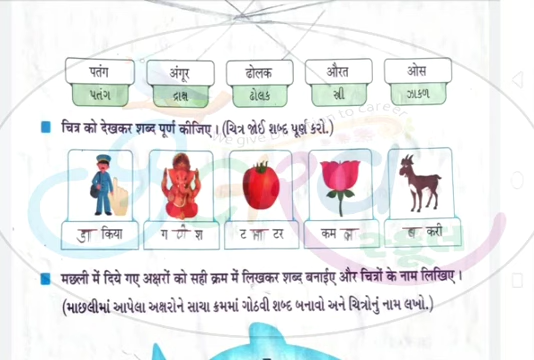 पतंग अंगूर ढोलक औरत ओस
પતંગ દ્રાક્ષ ઢોલક સ્ત્રી ઝાકળ
चित्र को देखकर शब्द पूर्ण कीजिए । (ચિત્ર જોઈ શબ્દ પૂર્ણ કરો.)
डा किया ग णे श ट मा टर कम ल ब करी
मछली में दिये गए अक्षरों को सही क्रम में लिखकर शब्द बनाईए और चित्रों के नाम लिखिए ।
(માછલીમાં આપેલા અક્ષરોને સાચા ક્રમમાં ગોઠવી શબ્દ બનાવો અને ચિત્રોનું નામ લખો.)